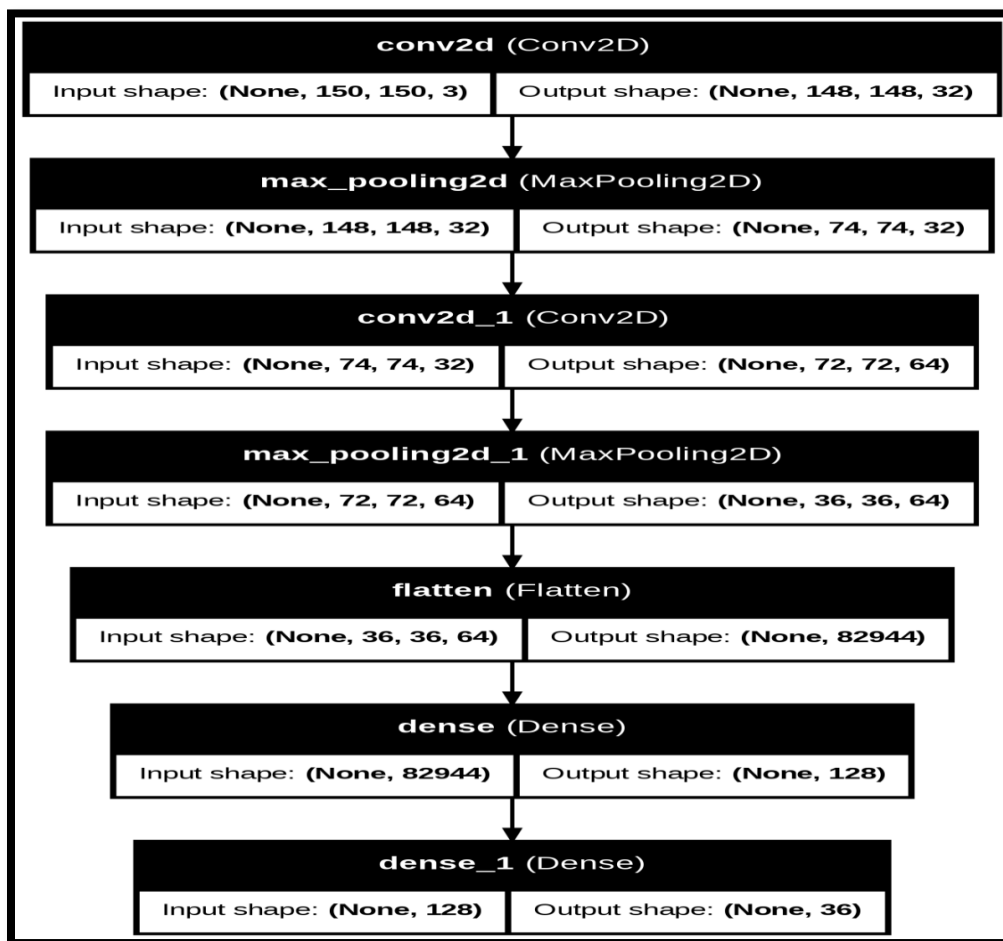 conv2d (Conv2D)
Input shape: (None, 150, 150, 3) Output shape: (None, 148, 148, 32)
max_pooling2d (MaxPooling2D)
Input shape: (None, 148, 148, 32) Output shape: (None, 74, 74, 32)
conv2d_1 (Conv2D)
Input shape: (None, 74, 74, 32) Output shape: (None, 72, 72, 64)
max_pooling2d_1 (MaxPooling2D)
Input shape: (None, 72, 72, 64) Output shape: (None, 36, 36, 64)
flatten (Flatten)
Input shape: (None, 36, 36, 64) Output shape: (None, 82944)
dense (Dense)
Input shape: (None, 82944) Output shape: (None, 128)
dense_1 (Dense)
Input shape: (None, 128) Output shape: (None, 36)